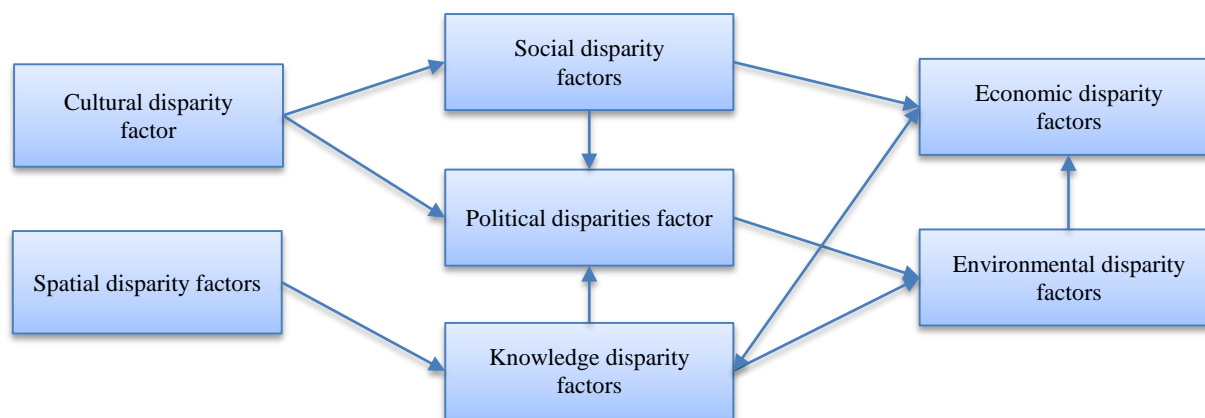 Cultural disparity
factor
Spatial disparity factors
Social disparity
factors
Political disparities factor
Knowledge disparity
factors
Economic disparity
factors
Environmental disparity
factors